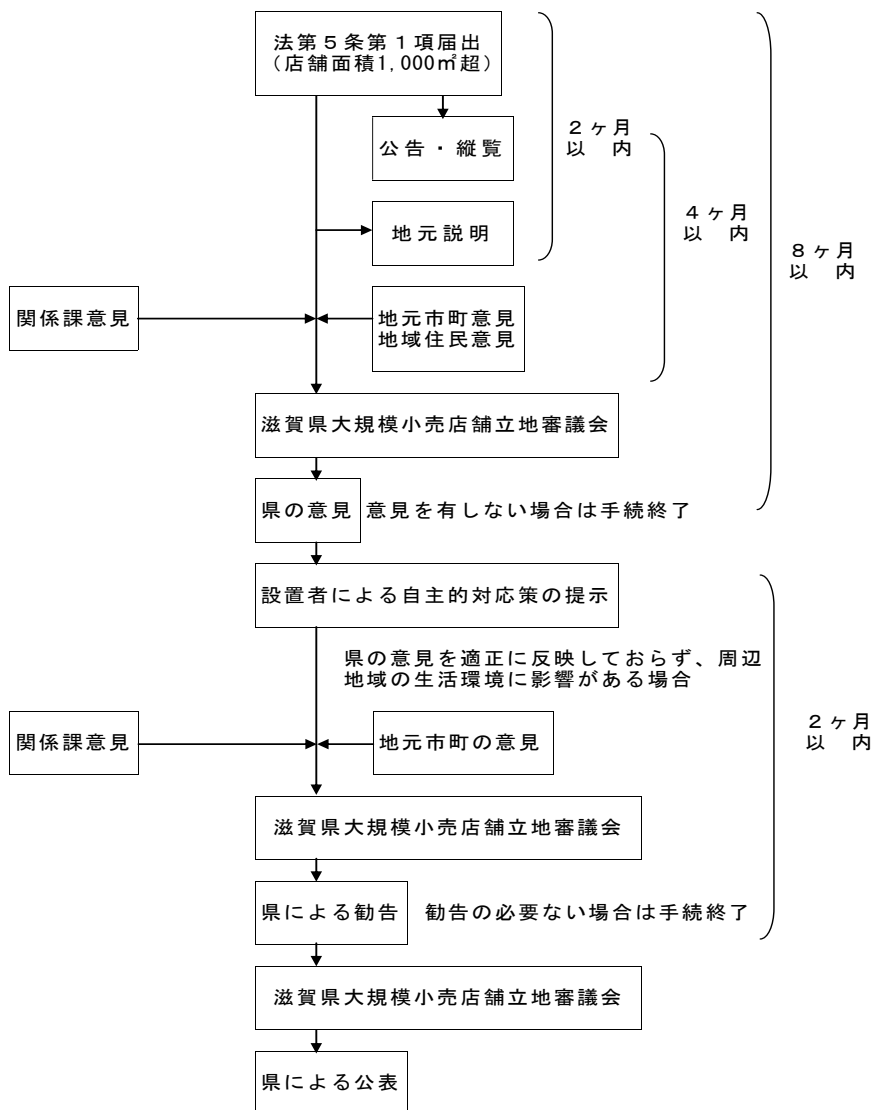 法第５条第１項届出
（店舗面積1,000㎡超）
公告・縦覧
２ヶ月
以　内
地元説明
４ヶ月
以　内
８ヶ月
以　内
関係課意見
地元市町意見
地域住民意見
滋賀県大規模小売店舗立地審議会
県の意見
意見を有しない場合は手続終了
設置者による自主的対応策の提示
県の意見を適正に反映しておらず、周辺
地域の生活環境に影響がある場合
関係課意見
地元市町の意見
２ヶ月
以　内
滋賀県大規模小売店舗立地審議会
県による勧告
勧告の必要ない場合は手続終了
滋賀県大規模小売店舗立地審議会
県による公表